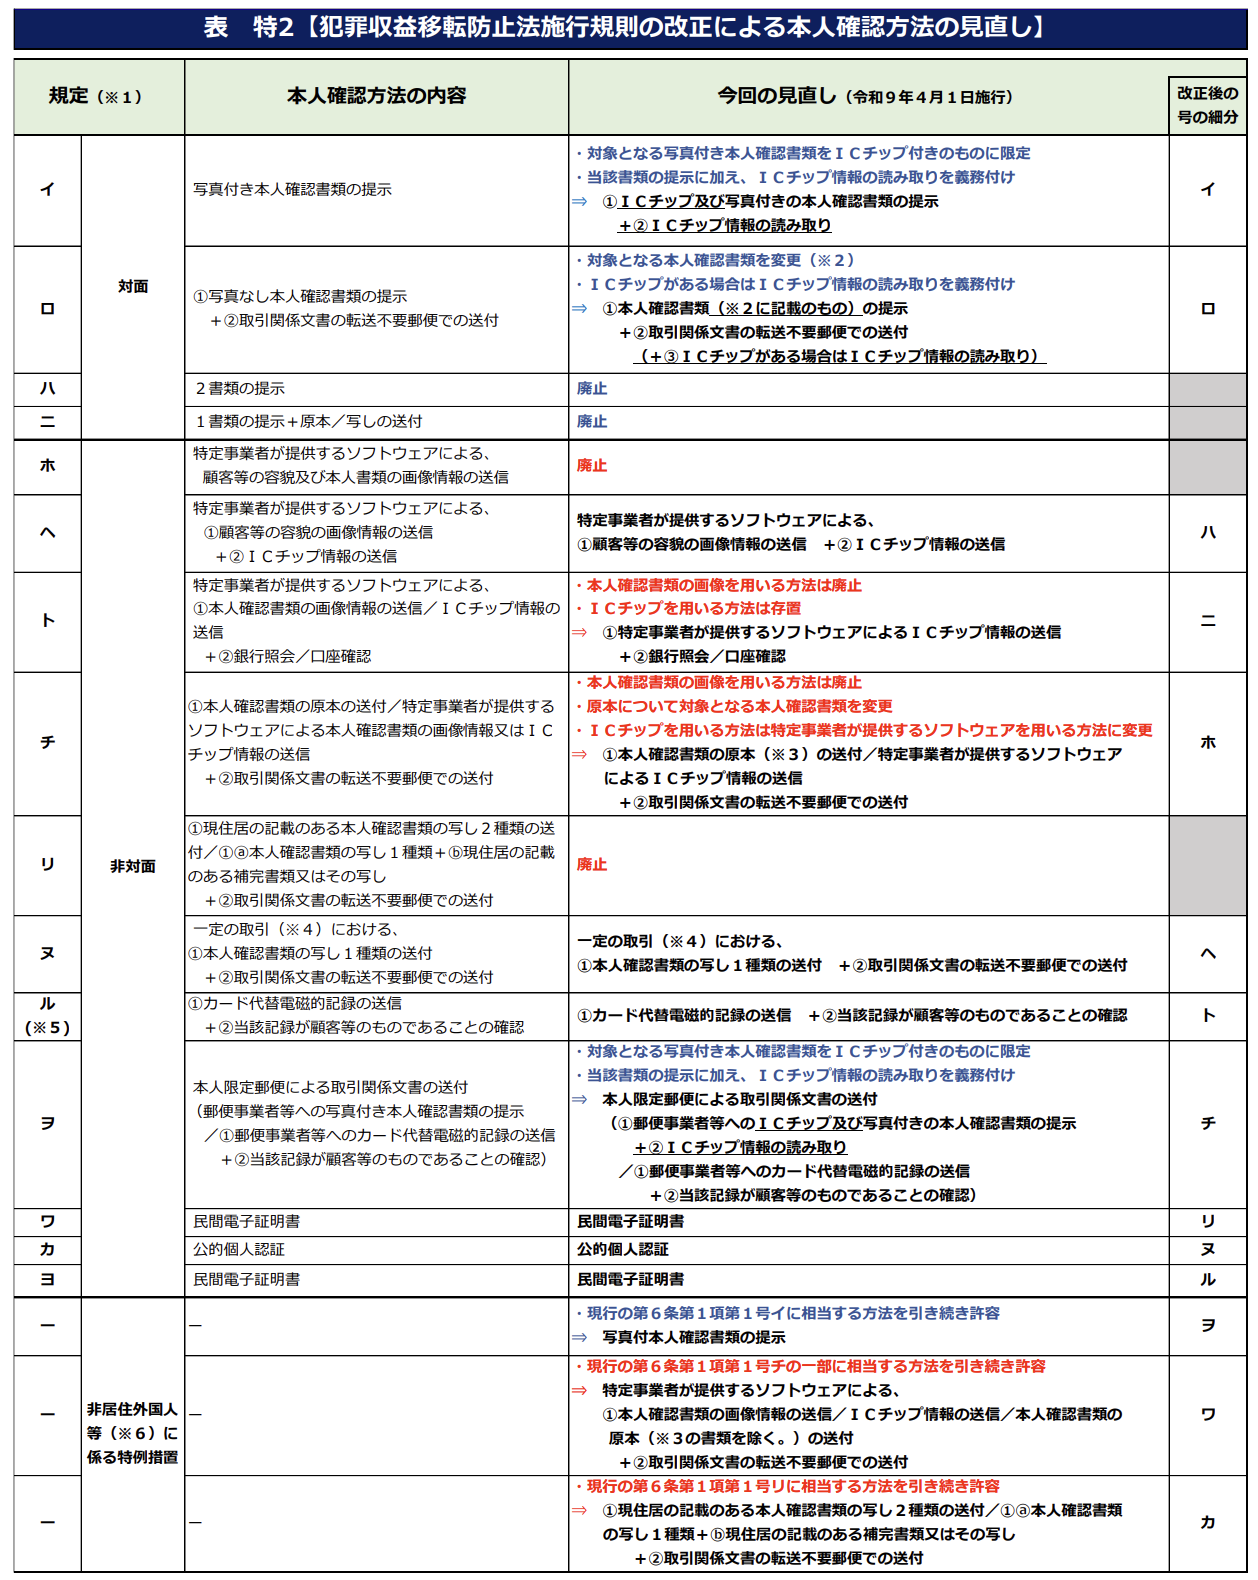 表 特2【犯罪収益移転防止法施行規則の改正による本人確認方法の見直し】
規定（※１）
本人確認方法の内容
今回の見直し（令和９年４月１日施行）
改正後の
号の細分
イ
対面
写真付き本人確認書類の提示
・対象となる写真付き本人確認書類をＩＣチップ付きのものに限定
・当該書類の提示に加え、ＩＣチップ情報の読み取りを義務付け
⇒ ①ＩＣチップ及び写真付きの本人確認書類の提示
＋②ＩＣチップ情報の読み取り
イ
ロ
①写真なし本人確認書類の提示
＋②取引関係文書の転送不要郵便での送付
・対象となる本人確認書類を変更（※２）
・ＩＣチップがある場合はＩＣチップ情報の読み取りを義務付け
⇒ ①本人確認書類（※２に記載のもの）の提示
＋②取引関係文書の転送不要郵便での送付
（＋③ＩＣチップがある場合はＩＣチップ情報の読み取り）
ロ
ハ
２書類の提示
廃止
ニ
１書類の提示＋原本／写しの送付
廃止
ホ
非対面
特定事業者が提供するソフトウェアによる、
顧客等の容貌及び本人書類の画像情報の送信
廃止
ヘ
特定事業者が提供するソフトウェアによる、
①顧客等の容貌の画像情報の送信
＋②ＩＣチップ情報の送信
特定事業者が提供するソフトウェアによる、
①顧客等の容貌の画像情報の送信 ＋②ＩＣチップ情報の送信
ハ
ト
特定事業者が提供するソフトウェアによる、
①本人確認書類の画像情報の送信／ＩＣチップ情報の
送信
＋②銀行照会／口座確認
・本人確認書類の画像を用いる方法は廃止
・ＩＣチップを用いる方法は存置
⇒ ①特定事業者が提供するソフトウェアによるＩＣチップ情報の送信
＋②銀行照会／口座確認
ニ
チ
①本人確認書類の原本の送付／特定事業者が提供する
ソフトウェアによる本人確認書類の画像情報又はＩＣ
チップ情報の送信
＋②取引関係文書の転送不要郵便での送付
・本人確認書類の画像を用いる方法は廃止
・原本について対象となる本人確認書類を変更
・ＩＣチップを用いる方法は特定事業者が提供するソフトウェアを用いる方法に変更
⇒ ①本人確認書類の原本（※３）の送付／特定事業者が提供するソフトウェア
によるＩＣチップ情報の送信
＋②取引関係文書の転送不要郵便での送付
ホ
リ
①現住居の記載のある本人確認書類の写し２種類の送
付／①ⓐ本人確認書類の写し１種類＋ⓑ現住居の記載
のある補完書類又はその写し
＋②取引関係文書の転送不要郵便での送付
廃止
ヌ
一定の取引（※４）における、
①本人確認書類の写し１種類の送付
＋②取引関係文書の転送不要郵便での送付
一定の取引（※４）における、
①本人確認書類の写し１種類の送付 ＋②取引関係文書の転送不要郵便での送付
ヘ
ル
（※５）
①カード代替電磁的記録の送信
＋②当該記録が顧客等のものであることの確認
①カード代替電磁的記録の送信 ＋②当該記録が顧客等のものであることの確認
ト
ヲ
本人限定郵便による取引関係文書の送付
（郵便事業者等への写真付き本人確認書類の提示
／①郵便事業者等へのカード代替電磁的記録の送信
＋②当該記録が顧客等のものであることの確認）
・対象となる写真付き本人確認書類をＩＣチップ付きのものに限定
・当該書類の提示に加え、ＩＣチップ情報の読み取りを義務付け
⇒ 本人限定郵便による取引関係文書の送付
（①郵便事業者等へのＩＣチップ及び写真付きの本人確認書類の提示
＋②ＩＣチップ情報の読み取り
／①郵便事業者等へのカード代替電磁的記録の送信
＋②当該記録が顧客等のものであることの確認）
チ
ワ
民間電子証明書
民間電子証明書
リ
カ
公的個人認証
公的個人認証
ヌ
ヨ
民間電子証明書
民間電子証明書
ル
―
非居住外国人
等（※６）に
係る特例措置
―
・現行の第６条第１項第１号イに相当する方法を引き続き許容
⇒ 写真付本人確認書類の提示
ヲ
―
―
・現行の第６条第１項第１号チの一部に相当する方法を引き続き許容
⇒ 特定事業者が提供するソフトウェアによる、
①本人確認書類の画像情報の送信／ＩＣチップ情報の送信／本人確認書類の
原本（※３の書類を除く。）の送付
＋②取引関係文書の転送不要郵便での送付
ワ
―
―
・現行の第６条第１項第１号リに相当する方法を引き続き許容
⇒ ①現住居の記載のある本人確認書類の写し２種類の送付／①ⓐ本人確認書類
の写し１種類＋ⓑ現住居の記載のある補完書類又はその写し
＋②取引関係文書の転送不要郵便での送付
カ